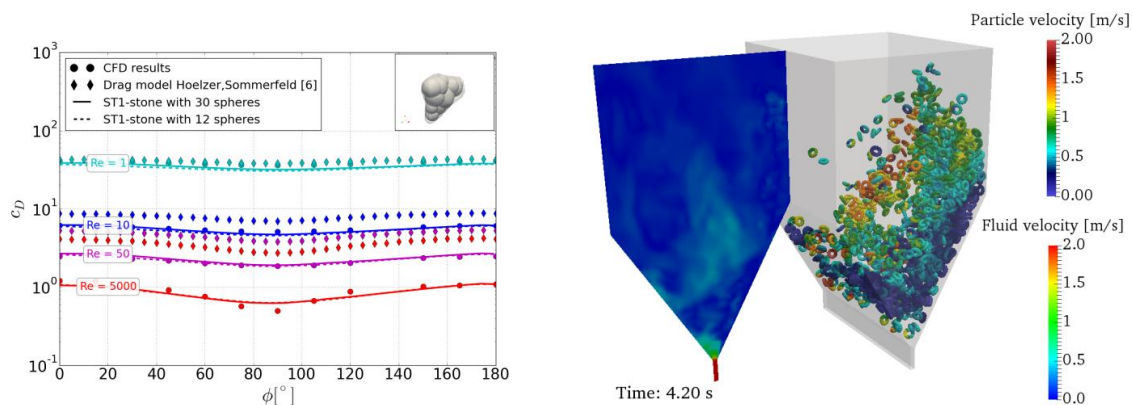 10³
10²
10¹
10⁰
10⁻¹
c_D
CFD results
Drag model Hoelzer,Sommerfeld [6]
ST1-stone with 30 spheres
ST1-stone with 12 spheres
Re = 1
Re = 10
Re = 50
Re = 5000
0 20 40 60 80 100 120 140 160 180
ϕ[°]
Particle velocity [m/s]
2.00
1.5
1
0.5
0.00
Fluid velocity [m/s]
2.0
1.5
1
0.5
0.0
Time: 4.20 s